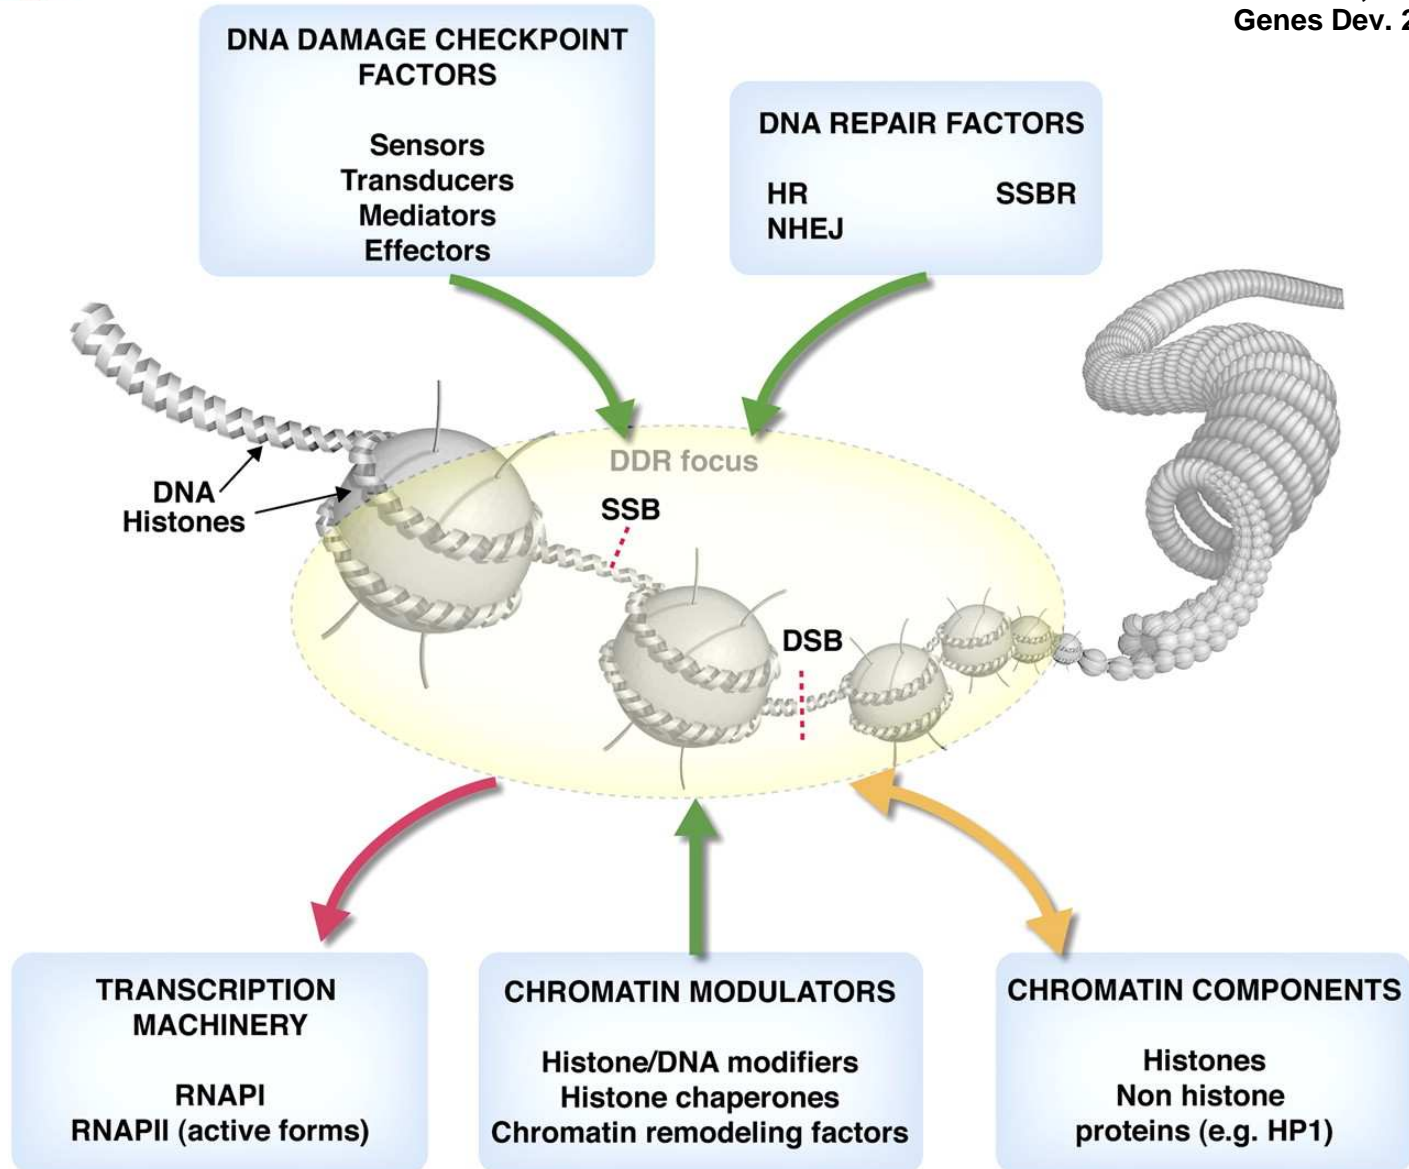 Genes Dev. 2
DNA DAMAGE CHECKPOINT
FACTORS
Sensors
Transducers
Mediators
Effectors
DNA REPAIR FACTORS
HR SSBR
NHEJ
DDR focus
DNA
Histones
SSB
DSB
TRANSCRIPTION
MACHINERY
RNAPI
RNAPII (active forms)
CHROMATIN MODULATORS
Histone/DNA modifiers
Histone chaperones
Chromatin remodeling factors
CHROMATIN COMPONENTS
Histones
Non histone
proteins (e.g. HP1)